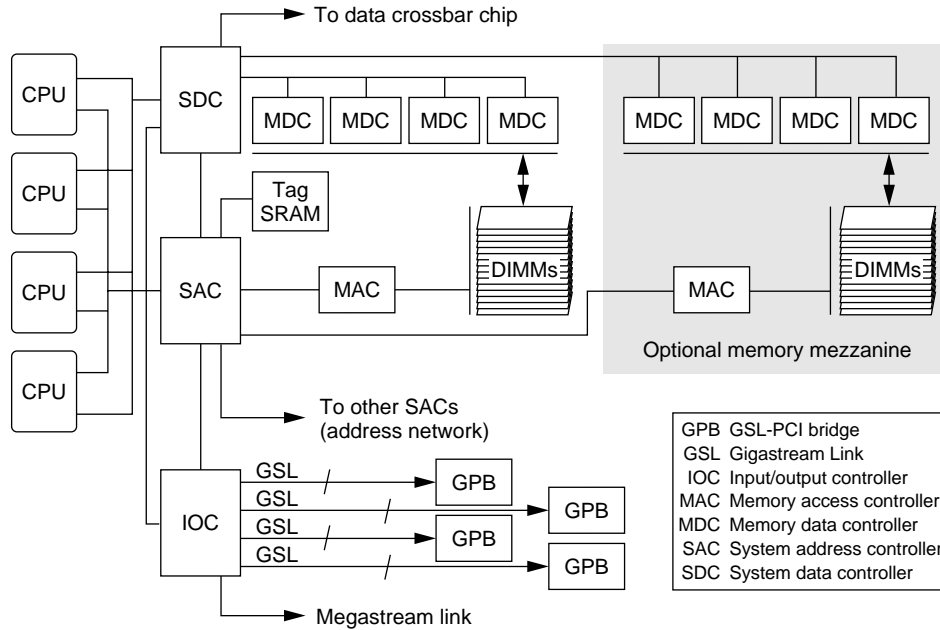 To data crossbar chip
CPU
SDC
MDC MDC MDC MDC
MDC MDC MDC MDC
CPU
Tag
SRAM
CPU
SAC
MAC
DIMMs
MAC
DIMMs
Optional memory mezzanine
CPU
To other SACs
(address network)
IOC
GSL
GPB
GSL
GPB
GSL
GPB
GSL
GPB
Megastream link
GPB GSL-PCI bridge
GSL Gigastream Link
IOC Input/output controller
MAC Memory access controller
MDC Memory data controller
SAC System address controller
SDC System data controller